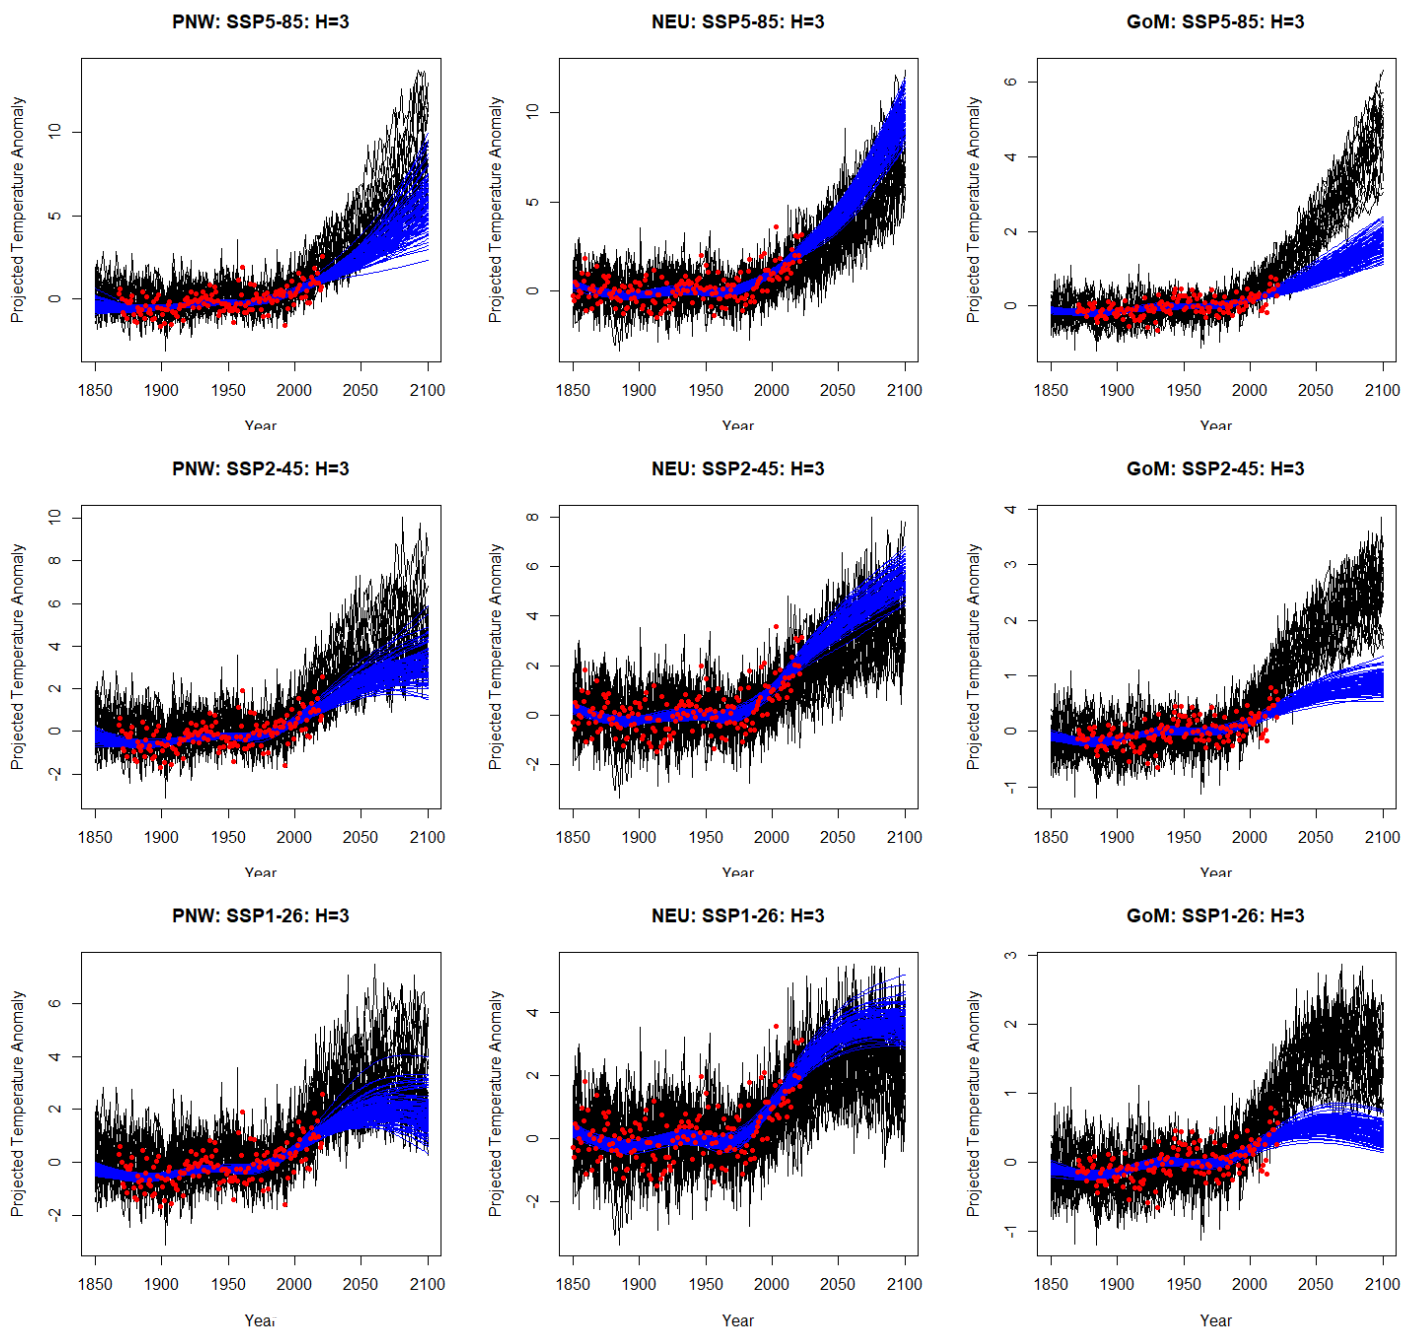 PNW: SSP5-85: H=3
NEU: SSP5-85: H=3
GoM: SSP5-85: H=3
Projected Temperature Anomaly
0 5 10
1850 1900 1950 2000 2050 2100
Year
Projected Temperature Anomaly
0 5 10
1850 1900 1950 2000 2050 2100
Year
Projected Temperature Anomaly
0 2 4 6
1850 1900 1950 2000 2050 2100
Year
PNW: SSP2-45: H=3
NEU: SSP2-45: H=3
GoM: SSP2-45: H=3
Projected Temperature Anomaly
-2 0 2 4 6 8 10
1850 1900 1950 2000 2050 2100
Year
Projected Temperature Anomaly
-2 0 2 4 6 8
1850 1900 1950 2000 2050 2100
Year
Projected Temperature Anomaly
-1 0 1 2 3 4
1850 1900 1950 2000 2050 2100
Year
PNW: SSP1-26: H=3
NEU: SSP1-26: H=3
GoM: SSP1-26: H=3
Projected Temperature Anomaly
-2 0 2 4 6
1850 1900 1950 2000 2050 2100
Year
Projected Temperature Anomaly
-2 0 2 4
1850 1900 1950 2000 2050 2100
Year
Projected Temperature Anomaly
-1 0 1 2 3
1850 1900 1950 2000 2050 2100
Year